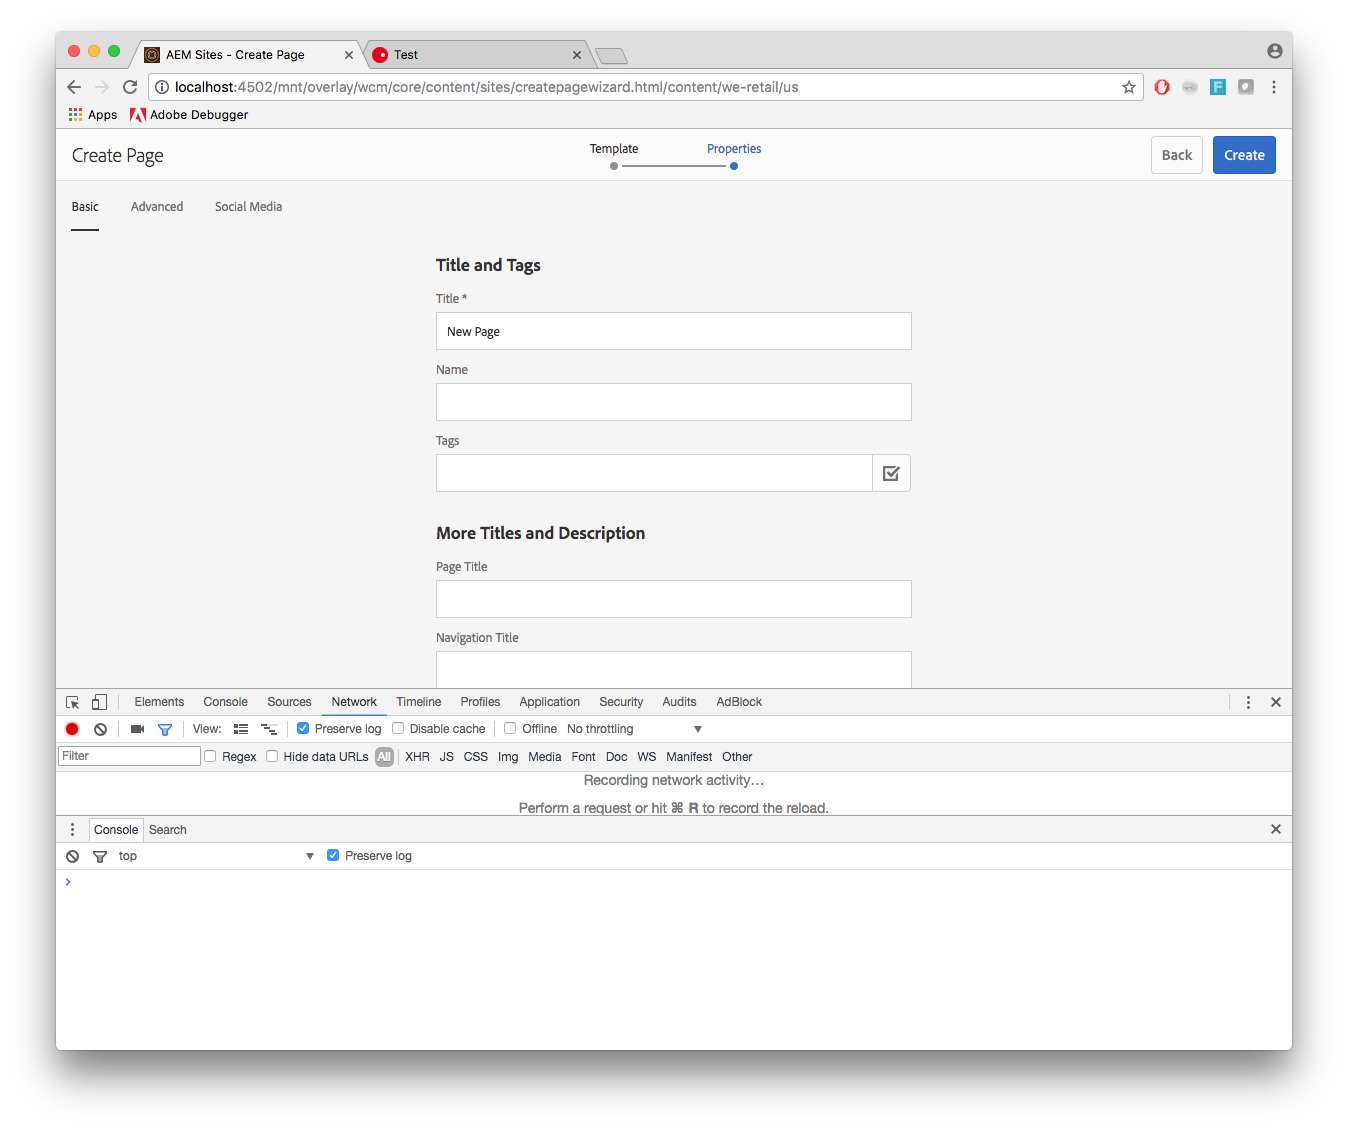 AEM Sites - Create Page
Test
localhost:4502/mnt/overlay/wcm/core/content/sites/createpagewizard.html/content/we-retail/us
Apps Adobe Debugger
Create Page
Template Properties
Back Create
Basic Advanced Social Media
Title and Tags
Title *
New Page
Name
Tags
More Titles and Description
Page Title
Navigation Title
Elements Console Sources Network Timeline Profiles Application Security Audits AdBlock
View: Preserve log Disable cache Offline No throttling
Filter Regex Hide data URLs All XHR JS CSS Img Media Font Doc WS Manifest Other
Recording network activity…
Perform a request or hit ⌘ R to record the reload.
Console Search
top Preserve log